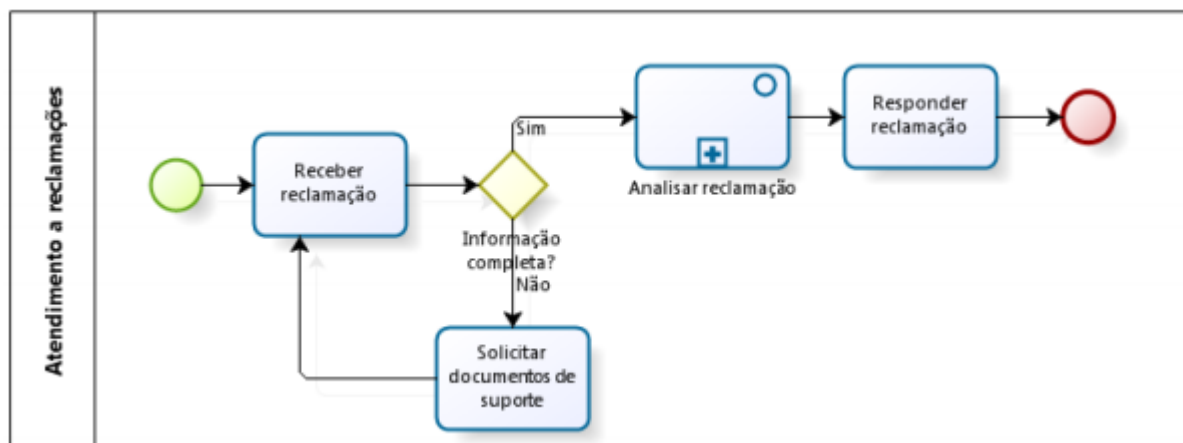 Atendimento a reclamações
Receber
reclamação
Informação
completa?
Sim
Não
Solicitar
documentos de
suporte
Analisar reclamação
Responder
reclamação